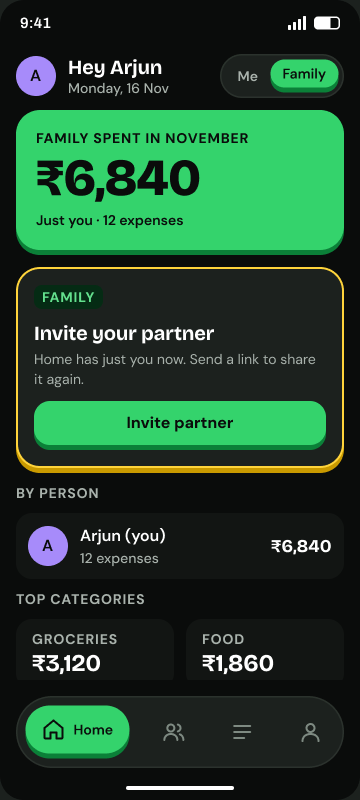 9:41
A
Hey Arjun
Monday, 16 Nov
Me
Family
FAMILY SPENT IN NOVEMBER
₹6,840
Just you · 12 expenses
FAMILY
Invite your partner
Home has just you now. Send a link to share
it again.
Invite partner
BY PERSON
A
Arjun (you)
12 expenses
₹6,840
TOP CATEGORIES
GROCERIES
₹3,120
FOOD
₹1,860
Home